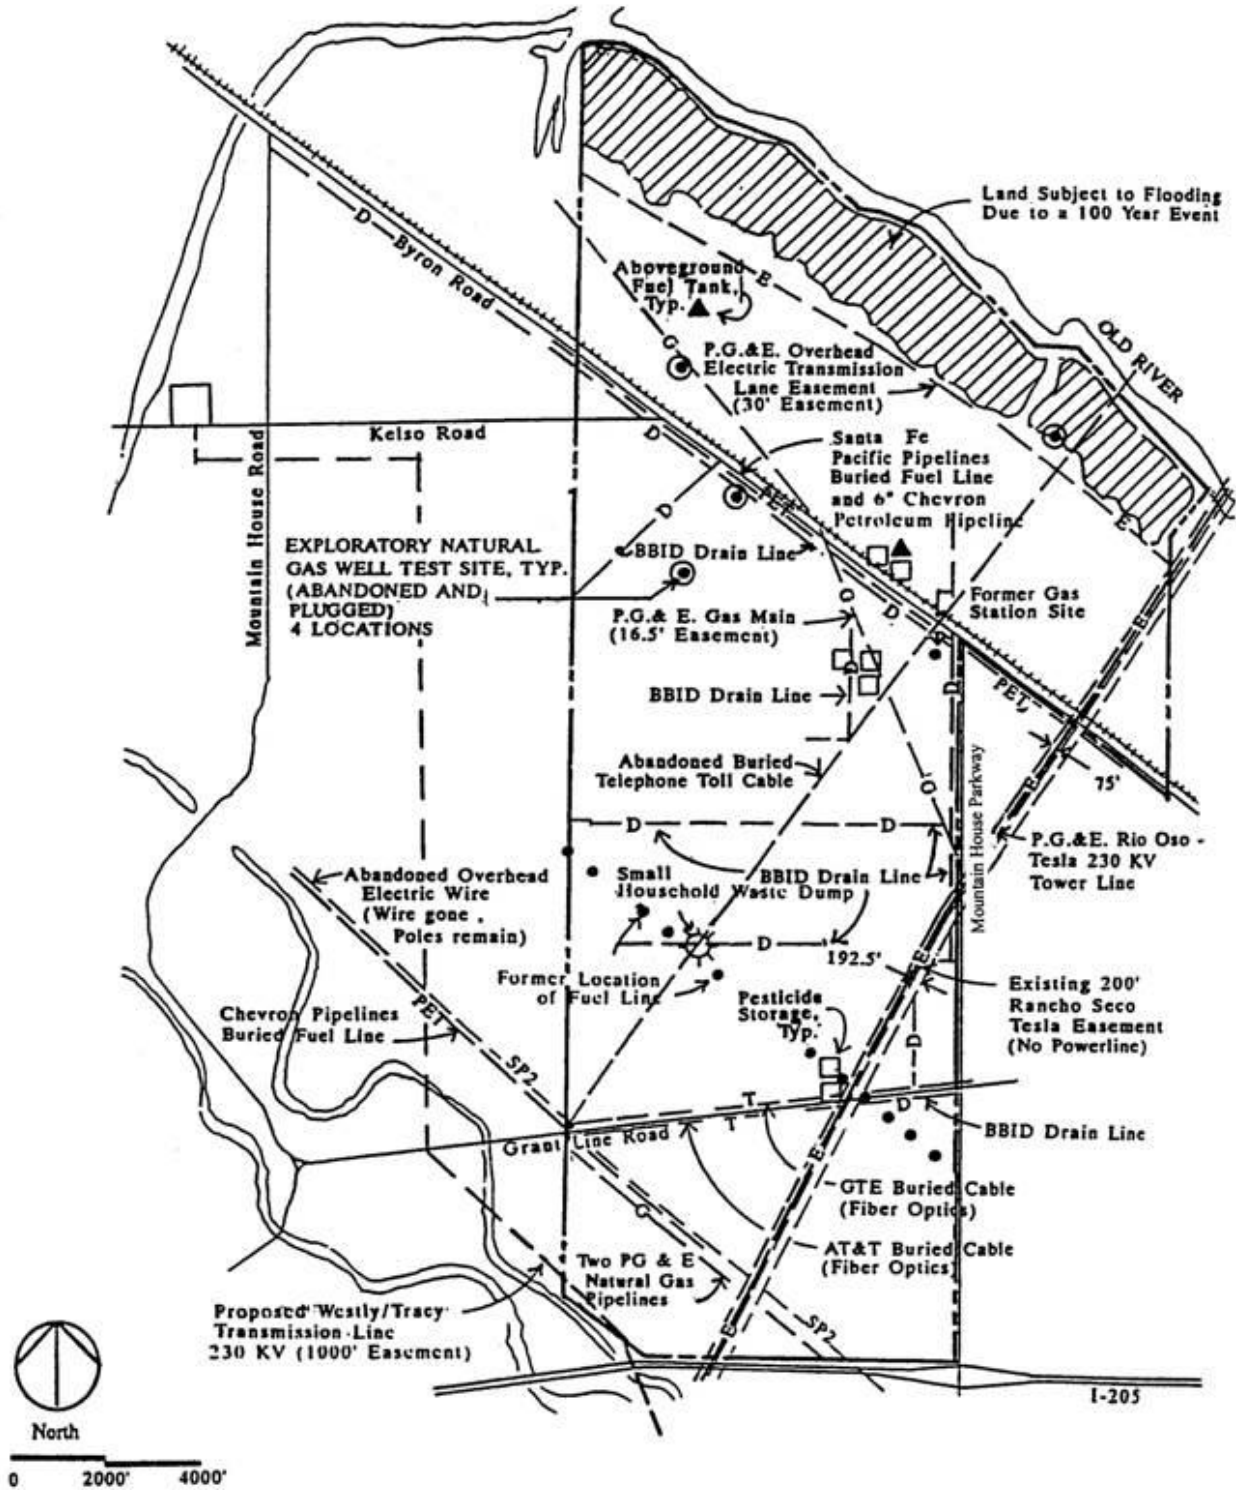 Land Subject to Flooding
Due to a 100 Year Event
D
Byron Road
Aboveground
Fuel Tank,
Typ.
E
G
P.G.&E. Overhead
Electric Transmission
Lane Easement
(30' Easement)
OLD RIVER
Kelso Road
D
Santa Fe
Pacific Pipelines
Buried Fuel Line
and 6" Chevron
Petroleum Pipeline
Mountain House Road
D
PET
E
EXPLORATORY NATURAL
GAS WELL TEST SITE, TYP.
(ABANDONED AND
PLUGGED)
4 LOCATIONS
BBID Drain Line
Former Gas
Station Site
P.G.& E. Gas Main
(16.5' Easement)
D
E
BBID Drain Line
D
D
PET
Abandoned Buried
Telephone Toll Cable
Mountain House Parkway
75'
E
D
D
P.G.&E. Rio Oso -
Tesla 230 KV
Tower Line
Abandoned Overhead
Electric Wire
(Wire gone,
Poles remain)
Small
Household Waste Dump
BBID Drain Line
D
192.5'
E
Former Location
of Fuel Line
Existing 200'
Rancho Seco
Tesla Easement
(No Powerline)
Pesticide
Storage,
Typ.
Chevron Pipelines
Buried Fuel Line
PET
SP2
D
T
T
D
Grant Line Road
BBID Drain Line
E
GTE Buried Cable
(Fiber Optics)
AT&T Buried Cable
(Fiber Optics)
Two PG & E
Natural Gas
Pipelines
Proposed Westly/Tracy
Transmission Line
230 KV (1000' Easement)
E
SP2
I-205
North
0 2000' 4000'